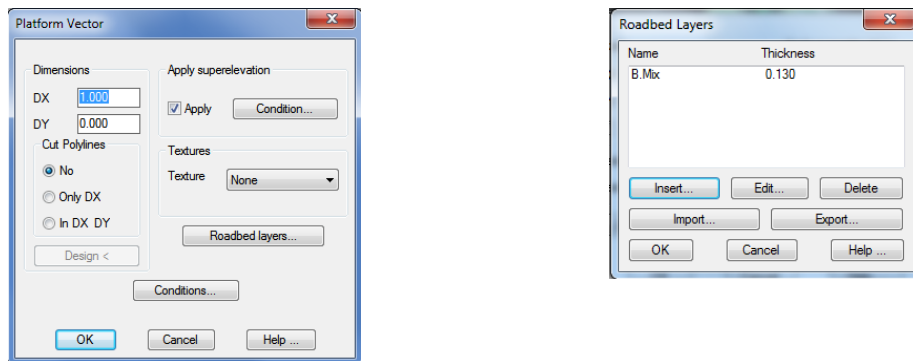 Platform Vector
Dimensions
DX 1.000
DY 0.000
Cut Polylines
No
Only DX
In DX DY
Design <
Apply superelevation
Apply
Condition...
Textures
Texture None
Roadbed layers...
Conditions...
OK Cancel Help ...
Roadbed Layers
Name Thickness
B.Mix 0.130
Insert... Edit... Delete
Import... Export...
OK Cancel Help ...